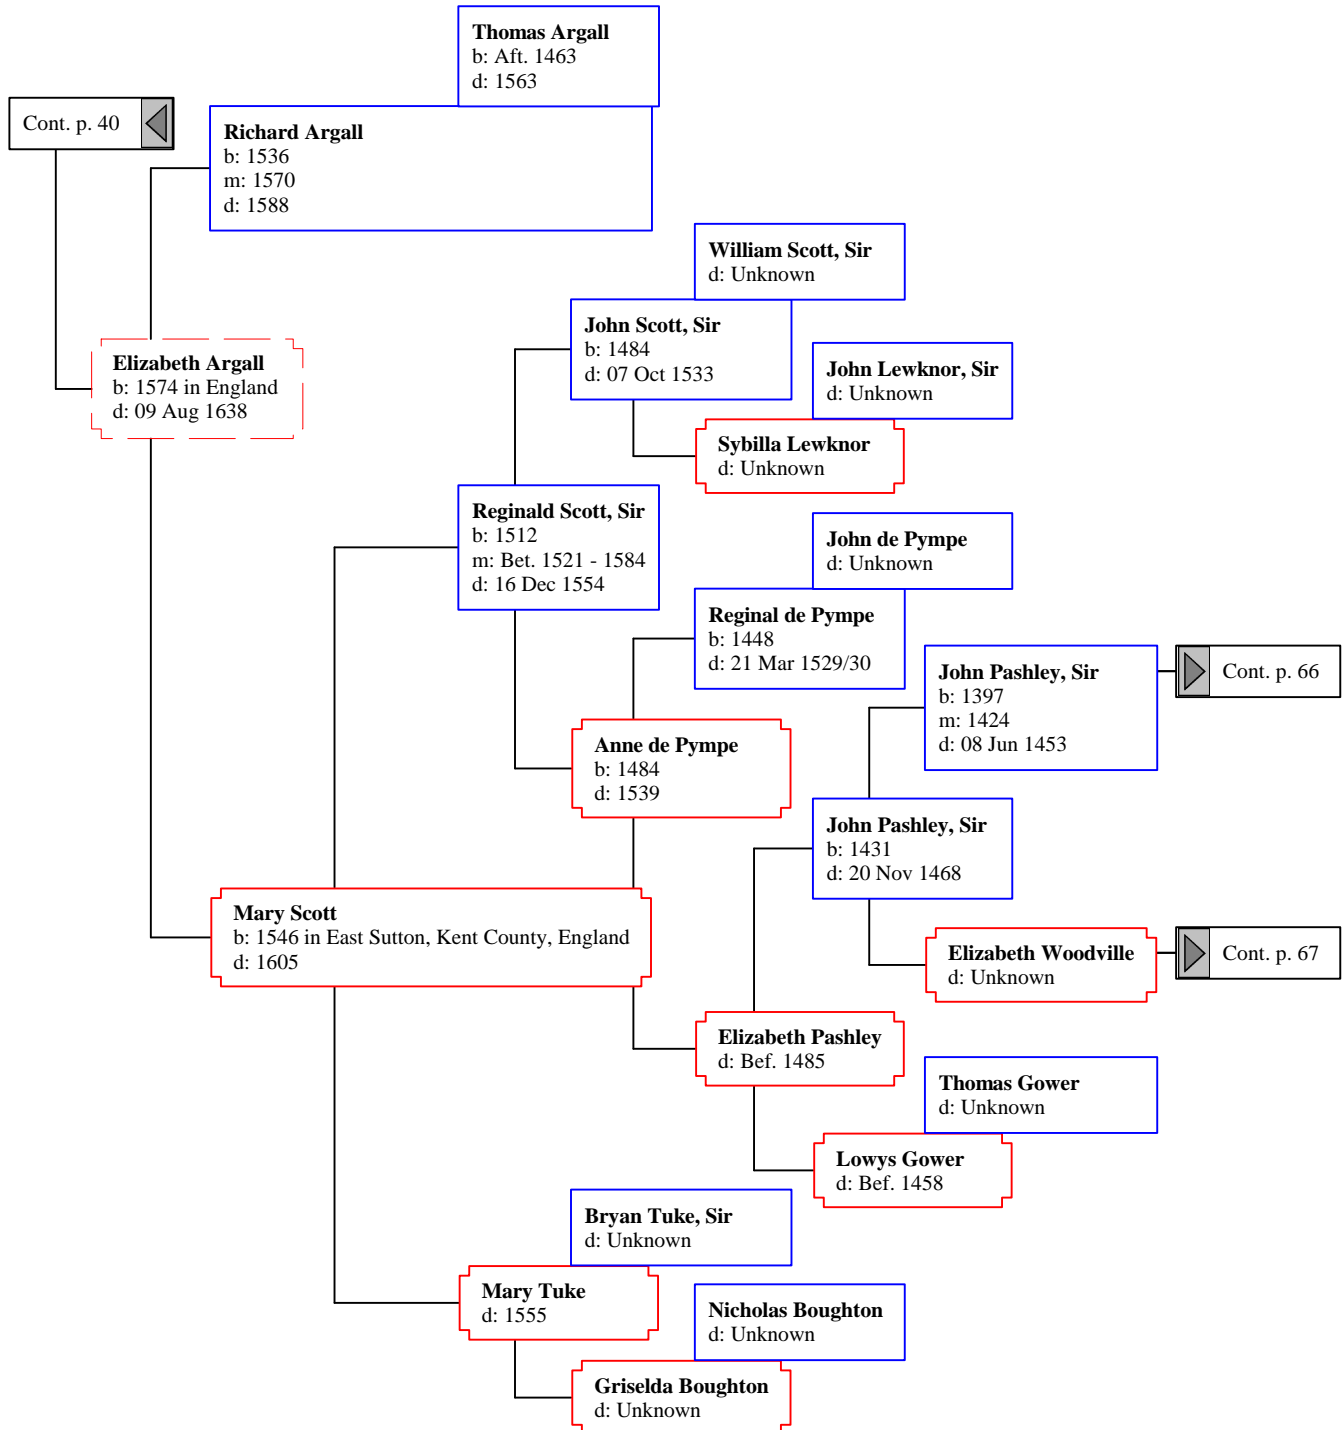 Thomas Argall
b: Aft. 1463
d: 1563
Cont. p. 40
Richard Argall
b: 1536
m: 1570
d: 1588
William Scott, Sir
d: Unknown
John Scott, Sir
b: 1484
d: 07 Oct 1533
John Lewknor, Sir
d: Unknown
Elizabeth Argall
b: 1574 in England
d: 09 Aug 1638
Sybilla Lewknor
d: Unknown
Reginald Scott, Sir
b: 1512
m: Bet. 1521 - 1584
d: 16 Dec 1554
John de Pympe
d: Unknown
Reginal de Pympe
b: 1448
d: 21 Mar 1529/30
John Pashley, Sir
b: 1397
m: 1424
d: 08 Jun 1453
Cont. p. 66
Anne de Pympe
b: 1484
d: 1539
John Pashley, Sir
b: 1431
d: 20 Nov 1468
Mary Scott
b: 1546 in East Sutton, Kent County, England
d: 1605
Elizabeth Woodville
d: Unknown
Cont. p. 67
Elizabeth Pashley
d: Bef. 1485
Thomas Gower
d: Unknown
Lowys Gower
d: Bef. 1458
Bryan Tuke, Sir
d: Unknown
Mary Tuke
d: 1555
Nicholas Boughton
d: Unknown
Griselda Boughton
d: Unknown